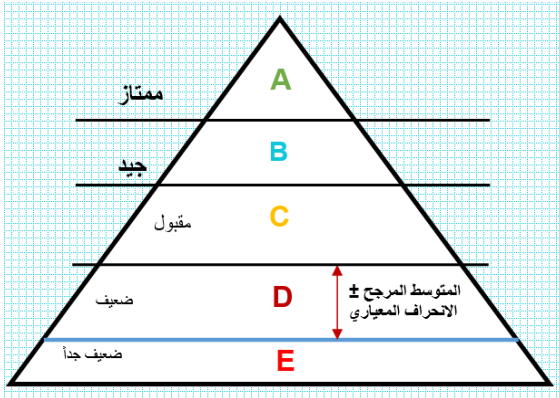 A
ممتاز
B
جيد
C
مقبول
D
ضعيف
المتوسط المرجح ±
الانحراف المعياري
E
ضعيف جداً